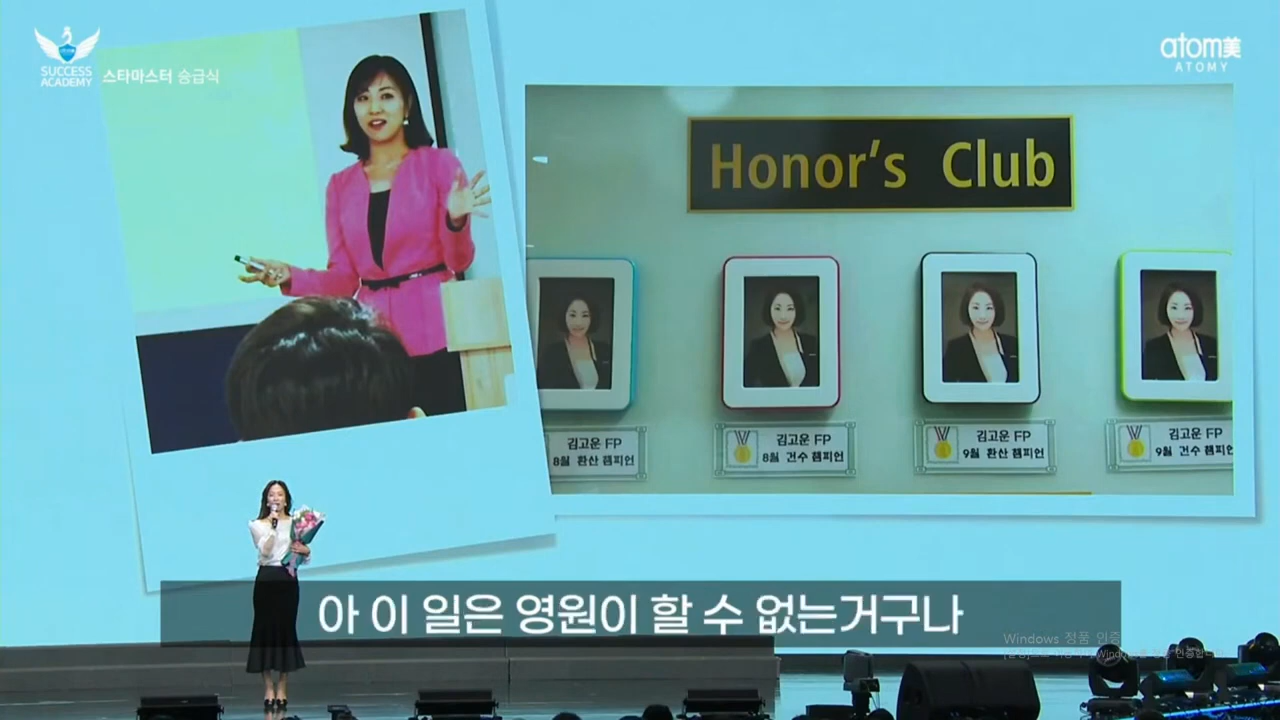 SUCCESS
ACADEMY
스타마스터 승급식
atom美
ATOMY
Honor's Club
김고운 FP
8월 환산 챔피언
김고운 FP
8월 건수 챔피언
김고운 FP
9월 환산 챔피언
김고운 FP
9월 건수 챔피언
아 이 일은 영원이 할 수 없는거구나
Windows 정품 인증